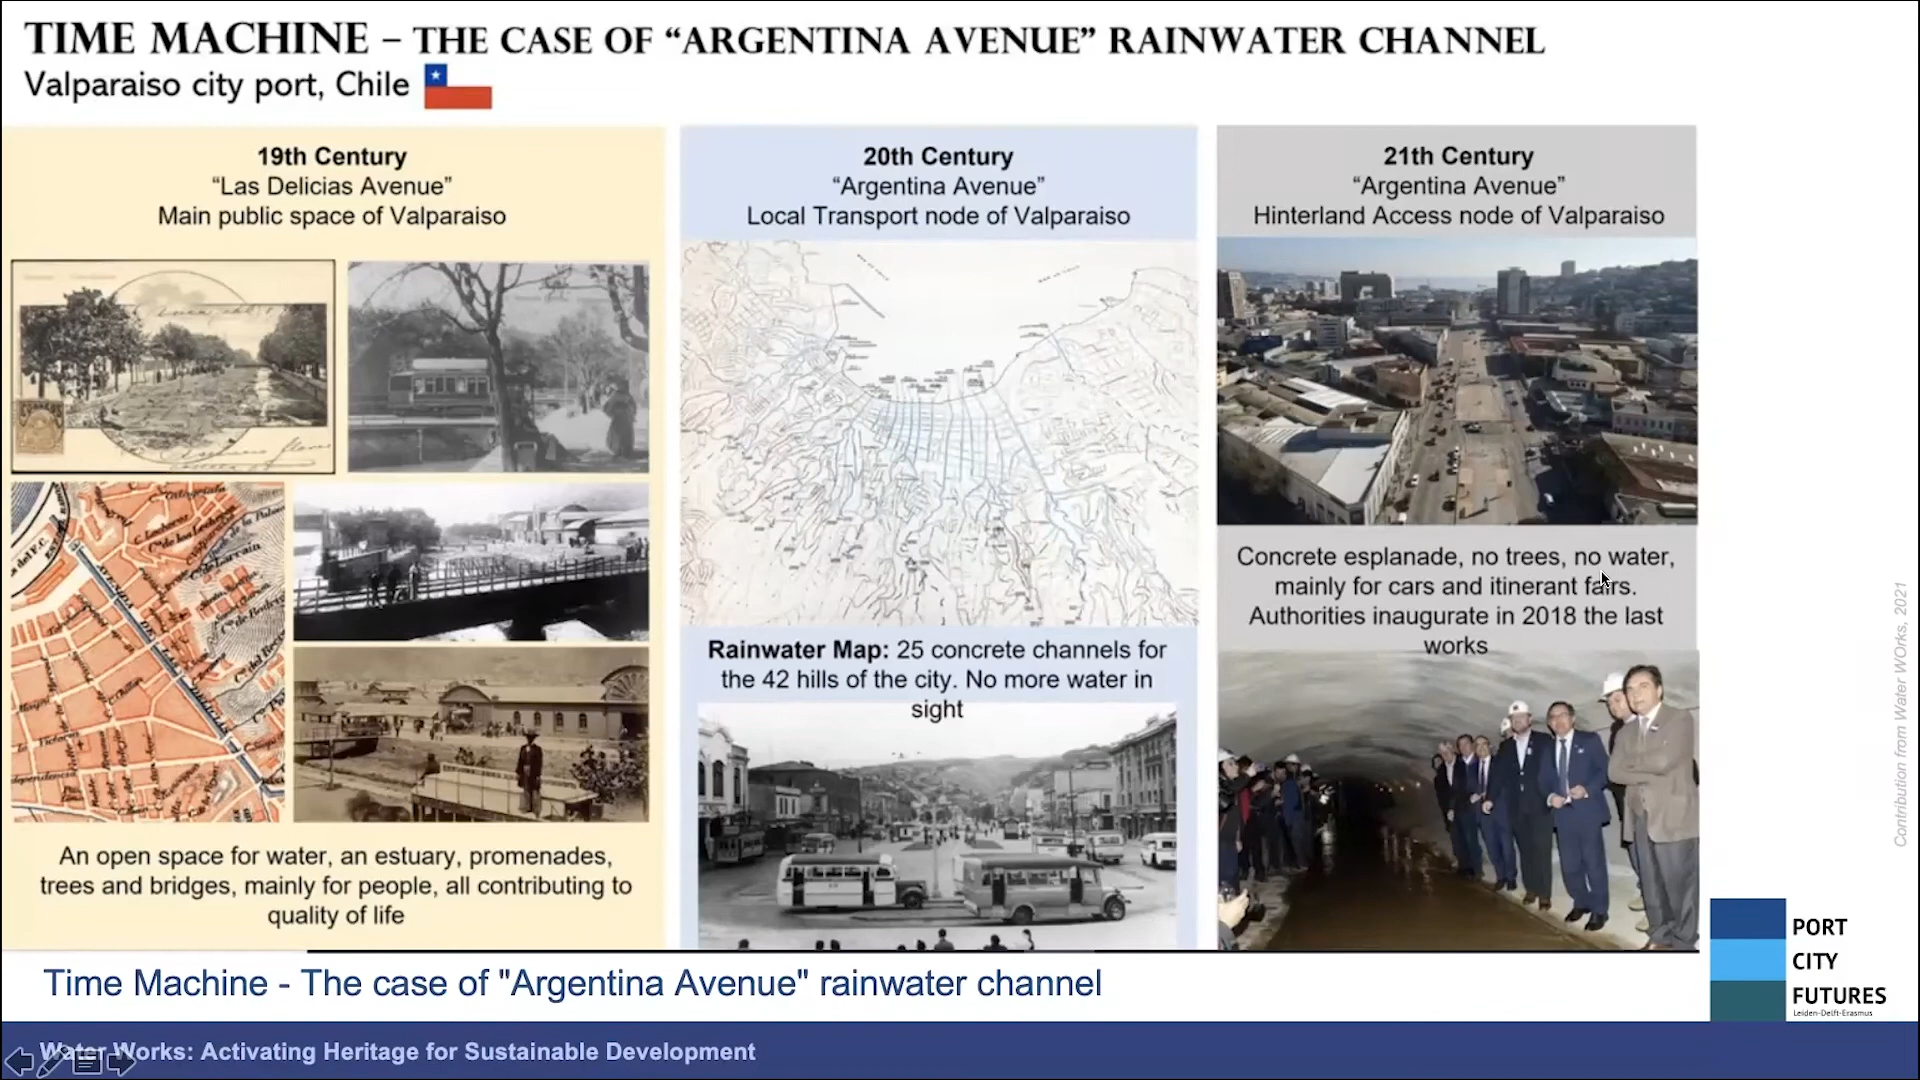 TIME MACHINE – THE CASE OF “ARGENTINA AVENUE” RAINWATER CHANNEL
Valparaiso city port, Chile
19th Century
“Las Delicias Avenue”
Main public space of Valparaiso
An open space for water, an estuary, promenades,
trees and bridges, mainly for people, all contributing to
quality of life
20th Century
“Argentina Avenue”
Local Transport node of Valparaiso
Rainwater Map: 25 concrete channels for
the 42 hills of the city. No more water in
sight
21th Century
“Argentina Avenue”
Hinterland Access node of Valparaiso
Concrete esplanade, no trees, no water,
mainly for cars and itinerant fairs.
Authorities inaugurate in 2018 the last
works
Contribution from Water WOrks, 2021
PORT
CITY
FUTURES
Leiden-Delft-Erasmus
Time Machine - The case of "Argentina Avenue" rainwater channel
Water Works: Activating Heritage for Sustainable Development